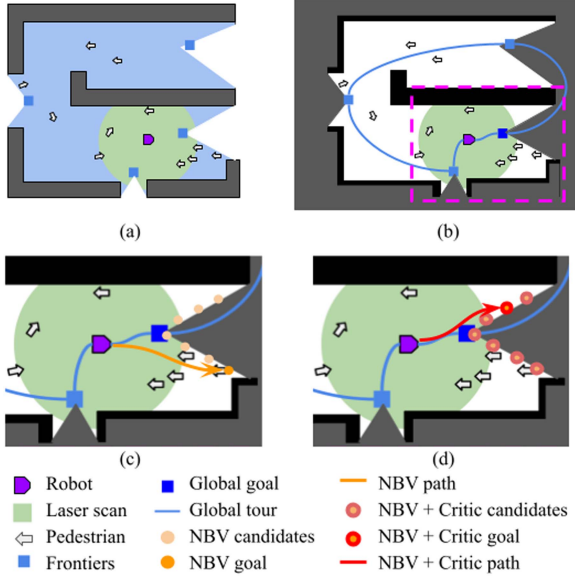 (a) (b)
(c) (d)
Robot Global goal NBV path
Laser scan Global tour NBV + Critic candidates
Pedestrian NBV candidates NBV + Critic goal
Frontiers NBV goal NBV + Critic path